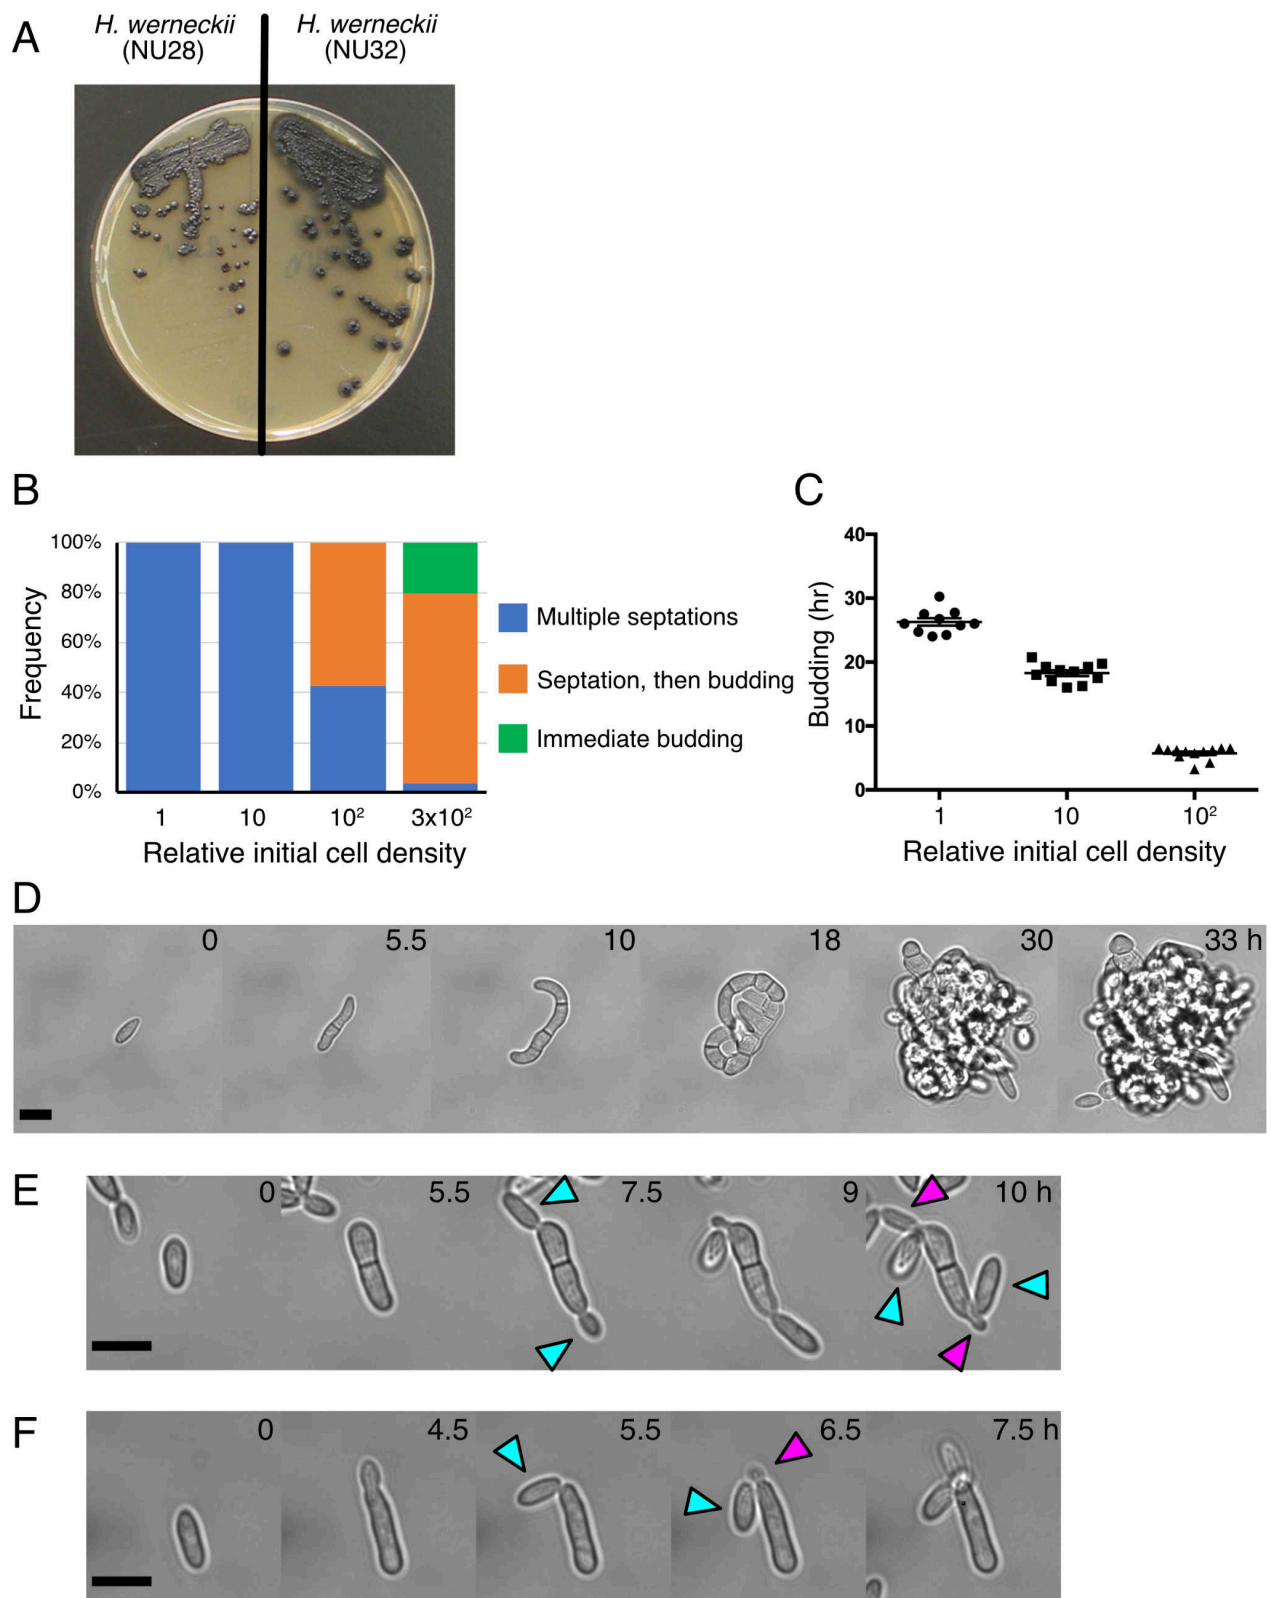 A
H. werneckii
(NU28)
H. werneckii
(NU32)
B
100%
80%
60%
40%
20%
0%
Frequency
1
10
10²
3x10²
Relative initial cell density
Multiple septations
Septation, then budding
Immediate budding
C
40
30
20
10
0
Budding (hr)
1
10
10²
Relative initial cell density
D
0
5.5
10
18
30
33 h
E
0
5.5
7.5
9
10 h
F
0
4.5
5.5
6.5
7.5 h